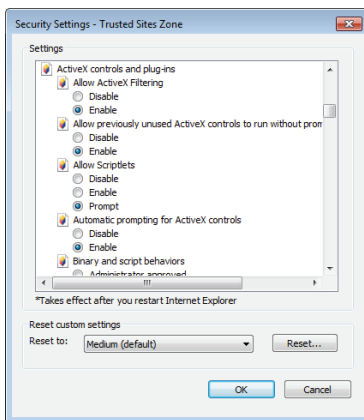 Security Settings - Trusted Sites Zone
Settings
ActiveX controls and plug-ins
Allow ActiveX Filtering
Disable
Enable
Allow previously unused ActiveX controls to run without prom
Disable
Enable
Allow Scriptlets
Disable
Enable
Prompt
Automatic prompting for ActiveX controls
Disable
Enable
Binary and script behaviors
Administrator approved
*Takes effect after you restart Internet Explorer
Reset custom settings
Reset to: Medium (default) Reset...
OK Cancel